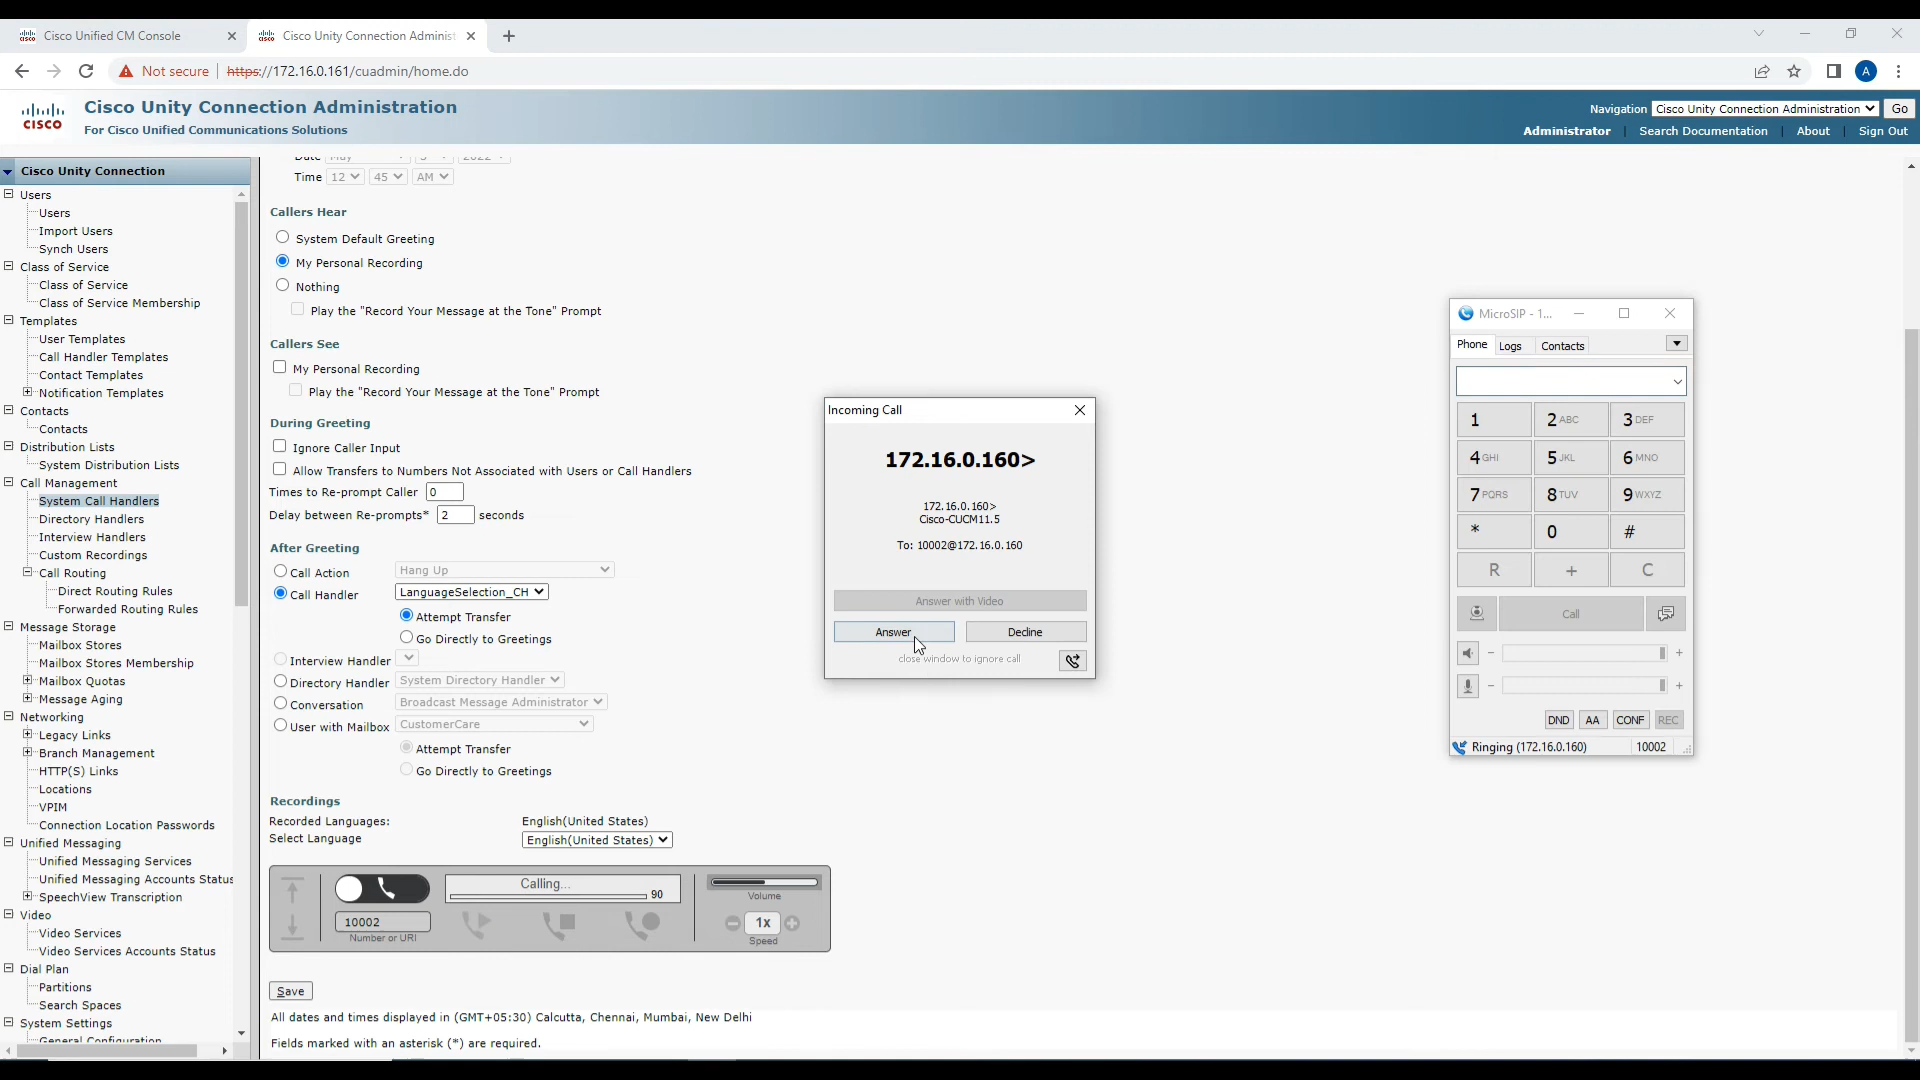 Cisco Unified CM Console
Cisco Unity Connection Administ
Not secure
https://172.16.0.161/cuadmin/home.do
A
CISCO
Cisco Unity Connection Administration
For Cisco Unified Communications Solutions
Navigation Cisco Unity Connection Administration Go
Administrator | Search Documentation | About | Sign Out
Cisco Unity Connection
Users
Users
Import Users
Synch Users
Class of Service
Class of Service
Class of Service Membership
Templates
User Templates
Call Handler Templates
Contact Templates
Notification Templates
Contacts
Contacts
Distribution Lists
System Distribution Lists
Call Management
System Call Handlers
Directory Handlers
Interview Handlers
Custom Recordings
Call Routing
Direct Routing Rules
Forwarded Routing Rules
Message Storage
Mailbox Stores
Mailbox Stores Membership
Mailbox Quotas
Message Aging
Networking
Legacy Links
Branch Management
HTTP(S) Links
Locations
VPIM
Connection Location Passwords
Unified Messaging
Unified Messaging Services
Unified Messaging Accounts Status
SpeechView Transcription
Video
Video Services
Video Services Accounts Status
Dial Plan
Partitions
Search Spaces
System Settings
General Configuration
Time 12 45 AM
Callers Hear
System Default Greeting
My Personal Recording
Nothing
Play the "Record Your Message at the Tone" Prompt
Callers See
My Personal Recording
Play the "Record Your Message at the Tone" Prompt
During Greeting
Ignore Caller Input
Allow Transfers to Numbers Not Associated with Users or Call Handlers
Times to Re-prompt Caller 0
Delay between Re-prompts* 2 seconds
After Greeting
Call Action Hang Up
Call Handler LanguageSelection_CH
Attempt Transfer
Go Directly to Greetings
Interview Handler
Directory Handler System Directory Handler
Conversation Broadcast Message Administrator
User with Mailbox CustomerCare
Attempt Transfer
Go Directly to Greetings
Recordings
Recorded Languages: English(United States)
Select Language English(United States)
Calling...
90
Volume
10002
Number or URI
1x
Speed
Save
All dates and times displayed in (GMT+05:30) Calcutta, Chennai, Mumbai, New Delhi
Fields marked with an asterisk (*) are required.
Incoming Call
172.16.0.160>
172.16.0.160>
Cisco-CUCM11.5
To: 10002@172.16.0.160
Answer with Video
Answer Decline
close window to ignore call
MicroSIP - 1...
Phone Logs Contacts
1 2 ABC 3 DEF
4 GHI 5 JKL 6 MNO
7 PQRS 8 TUV 9 WXYZ
* 0 #
R + C
Call
- +
- +
DND AA CONF REC
Ringing (172.16.0.160) 10002